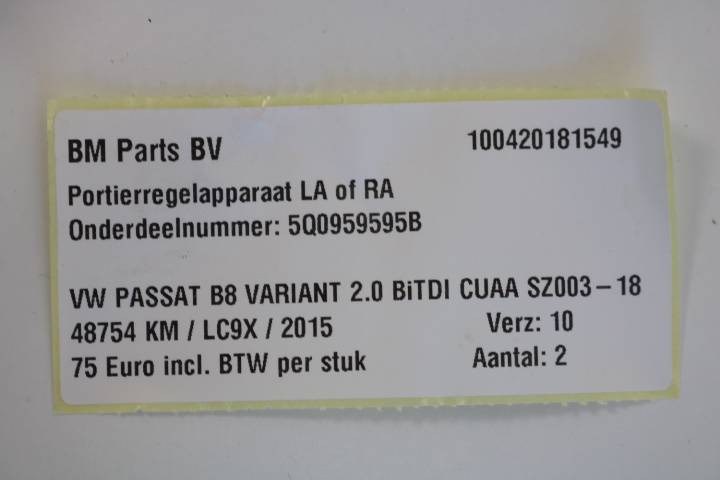 BM Parts BV 100420181549
Portierregelapparaat LA of RA
Onderdeelnummer: 5Q0959595B
VW PASSAT B8 VARIANT 2.0 BiTDI CUAA SZ003-18
48754 KM / LC9X / 2015 Verz: 10
75 Euro incl. BTW per stuk Aantal: 2